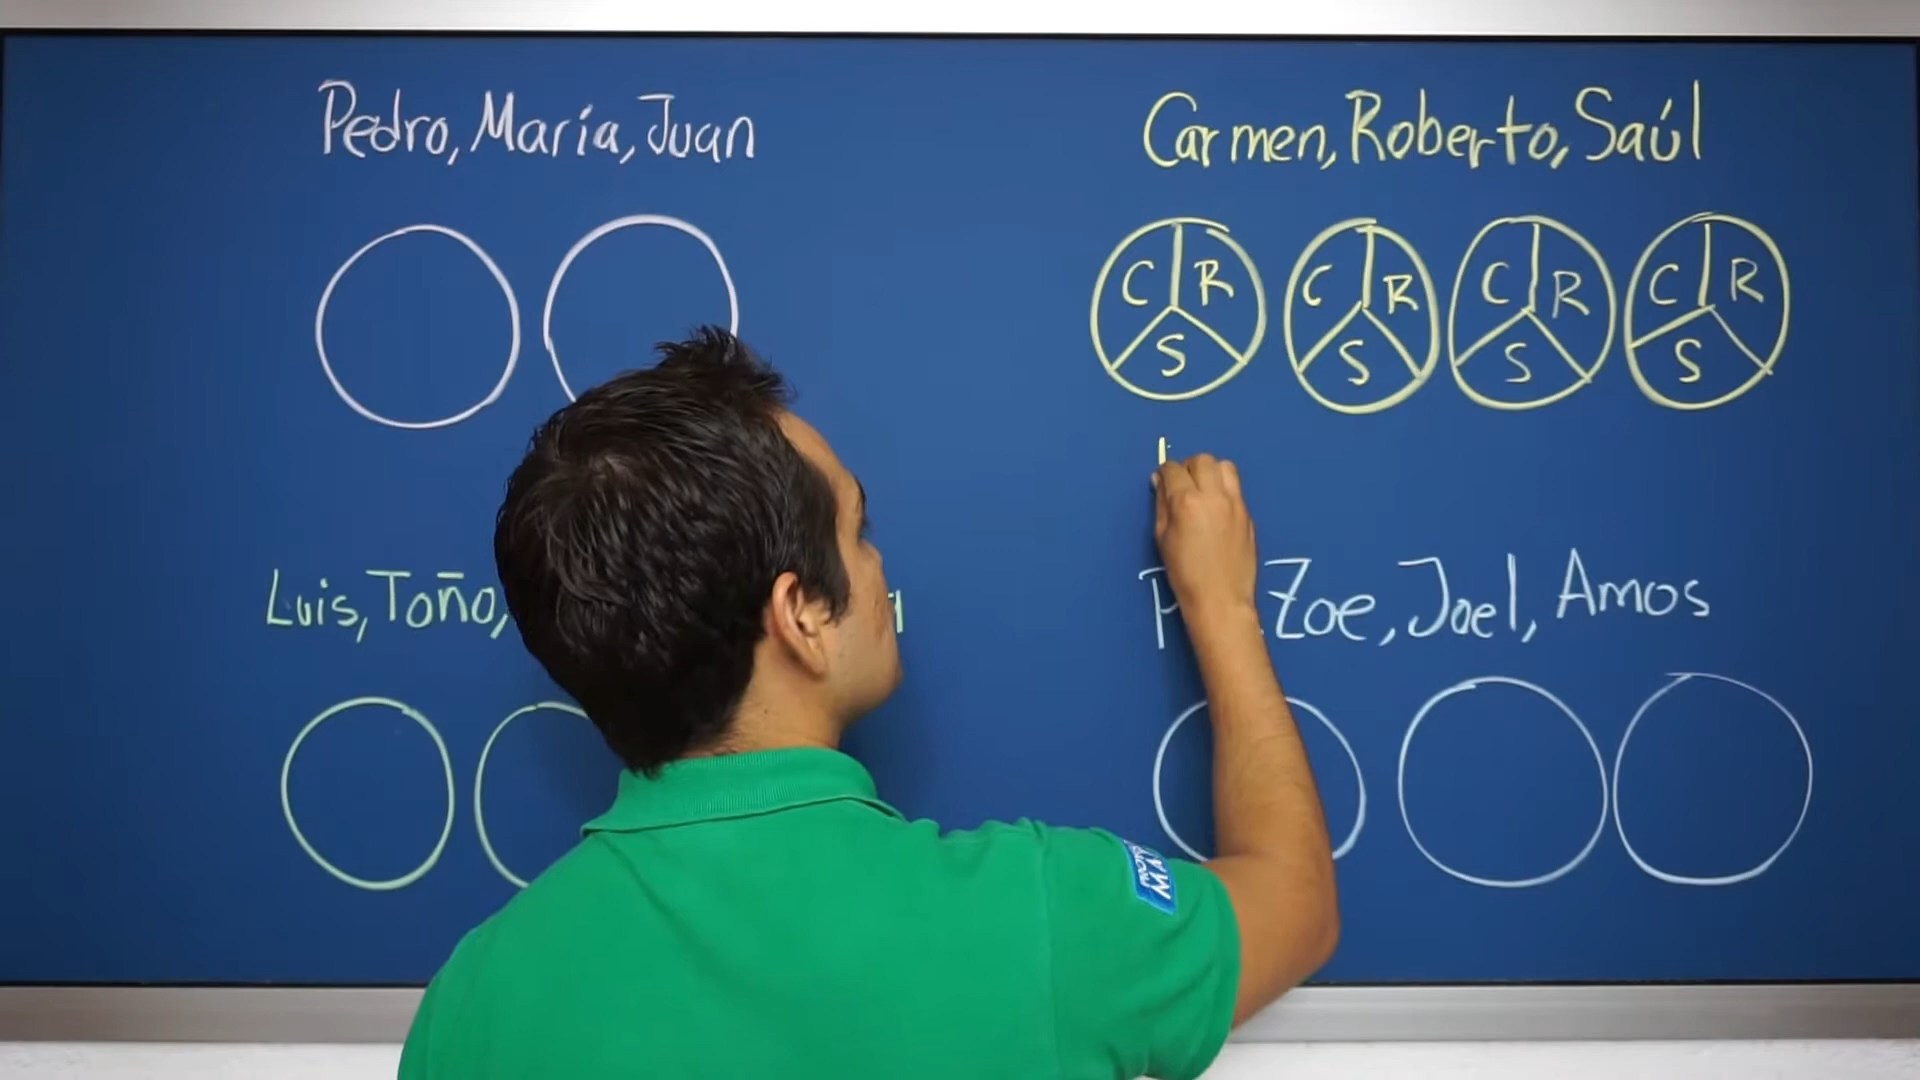 Pedro, María, Juan
Carmen, Roberto, Saúl
C R C R C R C R
S S S S
Luis, Toño,
Zoe, Joel, Amos